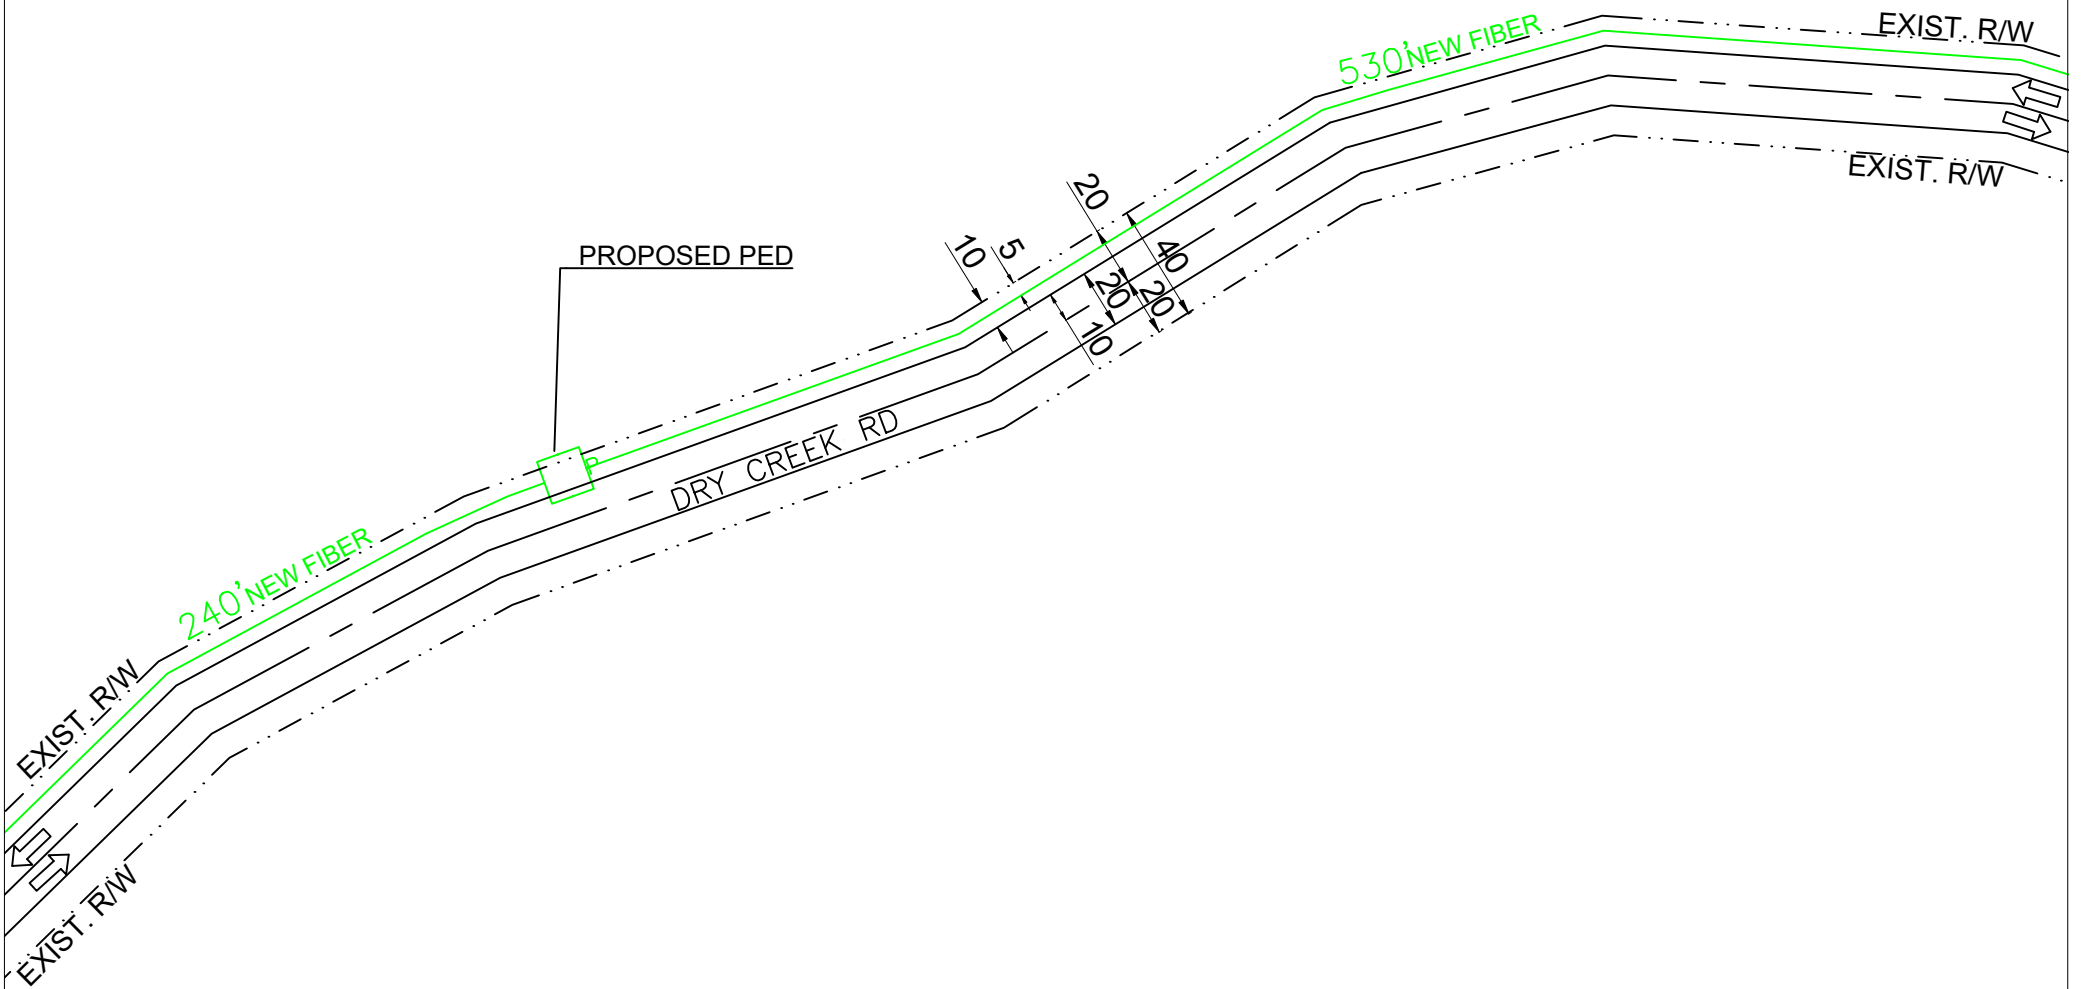 EXIST. R/W
530' NEW FIBER
EXIST. R/W
20
10
5
40
20
20
10
PROPOSED PED
DRY CREEK RD
P
240' NEW FIBER
EXIST. R/W
EXIST. R/W